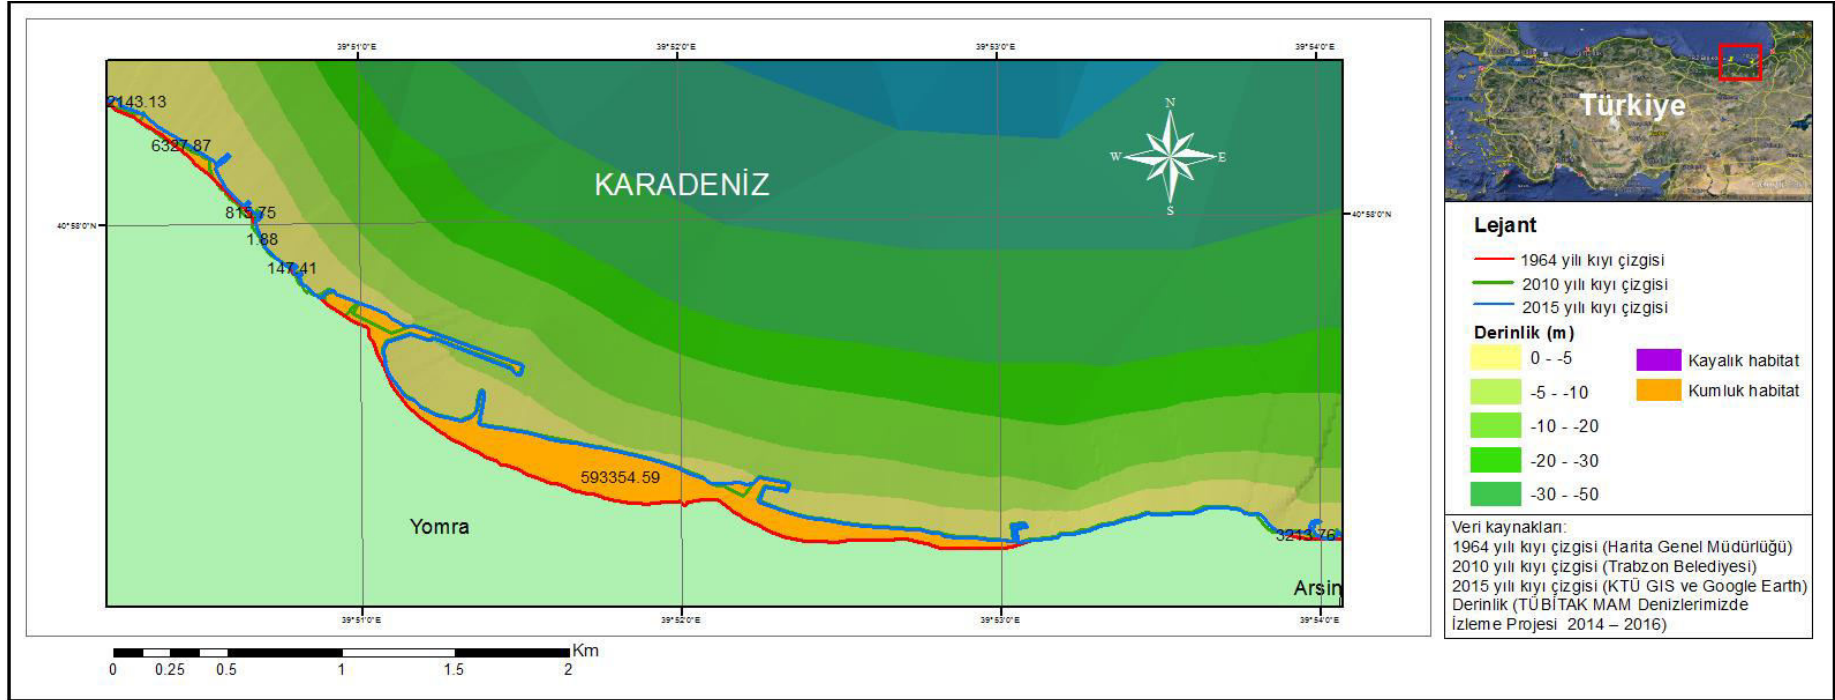 39°51'0"E
39°52'0"E
39°53'0"E
39°54'0"E
2143.13
6327.87
815.75
1.88
147.41
593354.59
3213.76
40°58'0"N
40°58'0"N
KARADENİZ
N
W
E
S
Yomra
Arsin
39°51'0"E
39°52'0"E
39°53'0"E
39°54'0"E
Km
0 0.25 0.5 1 1.5 2
Türkiye
Lejant
1964 yılı kıyı çizgisi
2010 yılı kıyı çizgisi
2015 yılı kıyı çizgisi
Derinlik (m)
0 - -5
-5 - -10
-10 - -20
-20 - -30
-30 - -50
Kayalık habitat
Kumluk habitat
Veri kaynakları:
1964 yılı kıyı çizgisi (Harita Genel Müdürlüğü)
2010 yılı kıyı çizgisi (Trabzon Belediyesi)
2015 yılı kıyı çizgisi (KTÜ GIS ve Google Earth)
Derinlik (TÜBİTAK MAM Denizlerimizde
İzleme Projesi 2014 – 2016)